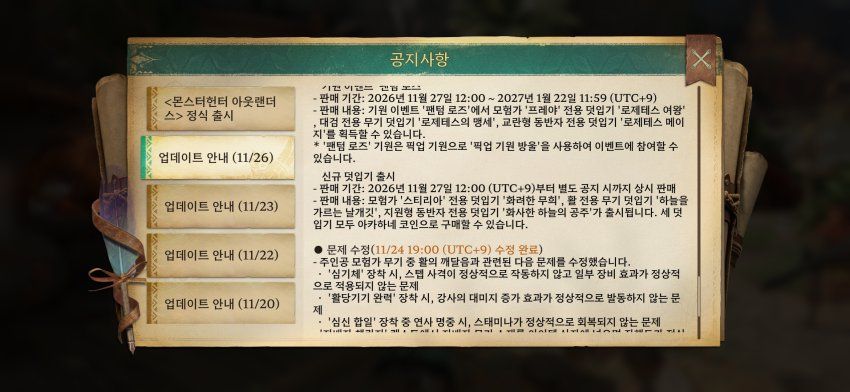 공지사항
<몬스터헌터 아웃랜더
스> 정식 출시
업데이트 안내 (11/26)
업데이트 안내 (11/23)
업데이트 안내 (11/22)
업데이트 안내 (11/20)
기원 이벤트 '팬텀 로즈'
- 판매 기간: 2026년 11월 27일 12:00 ~ 2027년 1월 22일 11:59 (UTC+9)
- 판매 내용: 기원 이벤트 '팬텀 로즈'에서 모험가 '프레야' 전용 덧입기 '로제테스 여왕'
, 대검 전용 무기 덧입기 '로제테스의 맹세', 교란형 동반자 전용 덧입기 '로제테스 메이
지'를 획득할 수 있습니다.
* '팬텀 로즈' 기원은 픽업 기원으로 '픽업 기원 방울'을 사용하여 이벤트에 참여할 수
있습니다.
신규 덧입기 출시
- 판매 기간: 2026년 11월 27일 12:00 (UTC+9)부터 별도 공지 시까지 상시 판매
- 판매 내용: 모험가 '스티리아' 전용 덧입기 '화려한 무희', 활 전용 무기 덧입기 '하늘을
가르는 날개깃', 지원형 동반자 전용 덧입기 '화사한 하늘의 공주'가 출시됩니다. 세 덧
입기 모두 아카하네 코인으로 구매할 수 있습니다.
● 문제 수정(11/24 19:00 (UTC+9) 수정 완료)
- 주인공 모험가 무기 중 활의 깨달음과 관련된 다음 문제를 수정했습니다.
· '심기체' 장착 시, 스텝 사격이 정상적으로 작동하지 않고 일부 장비 효과가 정상적
으로 적용되지 않는 문제
· '활당기기 완력' 장착 시, 강사의 대미지 증가 효과가 정상적으로 발동하지 않는 문
제
· '심신 합일' 장착 중 연사 명중 시, 스태미나가 정상적으로 회복되지 않는 문제